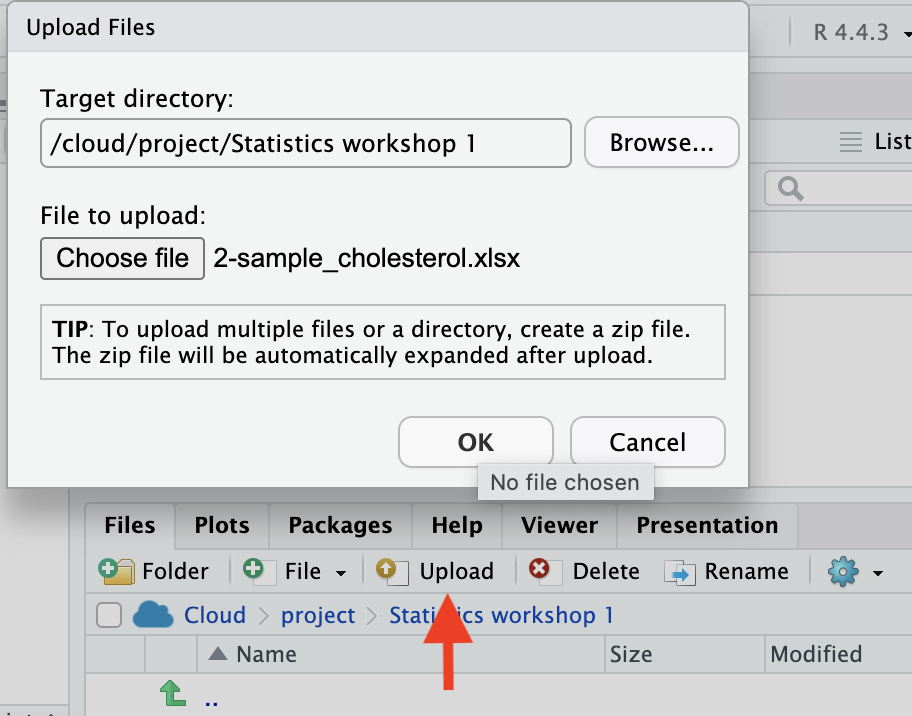 Upload Files
R 4.4.3
Target directory:
/cloud/project/Statistics workshop 1
Browse...
List
File to upload:
Choose file 2-sample_cholesterol.xlsx
TIP: To upload multiple files or a directory, create a zip file.
The zip file will be automatically expanded after upload.
OK Cancel
No file chosen
Files Plots Packages Help Viewer Presentation
Folder File Upload Delete Rename
Cloud project Statistics workshop 1
Name Size Modified
..